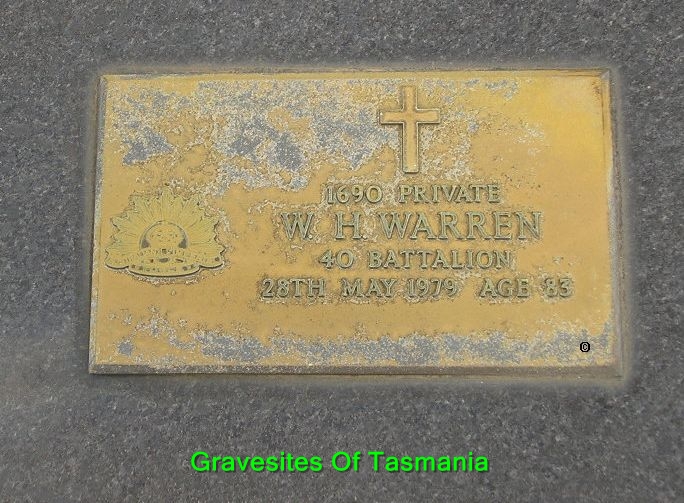 1690 PRIVATE
W. H. WARREN
40 BATTALION
28TH MAY 1979 AGE 83
©
Gravesites Of Tasmania